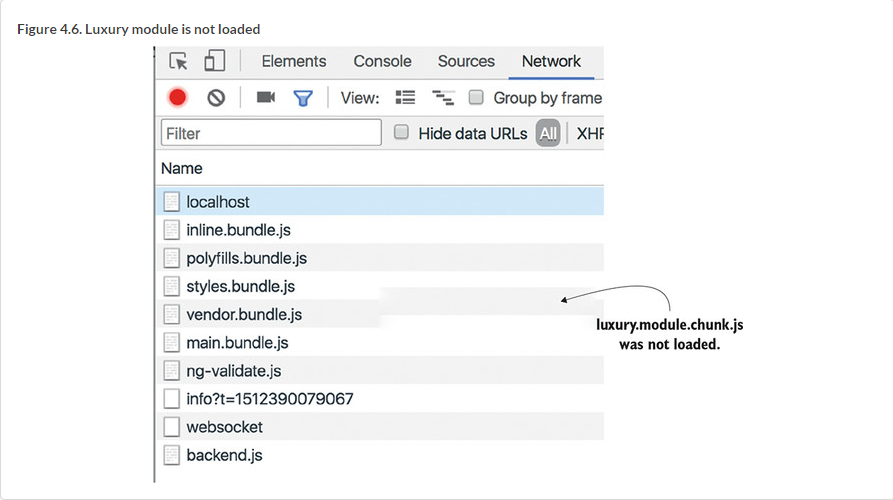 Figure 4.6. Luxury module is not loaded
Elements Console Sources Network
View: Group by frame
Filter Hide data URLs All XHR
Name
localhost
inline.bundle.js
polyfills.bundle.js
styles.bundle.js
vendor.bundle.js
luxury.module.chunk.js
was not loaded.
main.bundle.js
ng-validate.js
info?t=1512390079067
websocket
backend.js